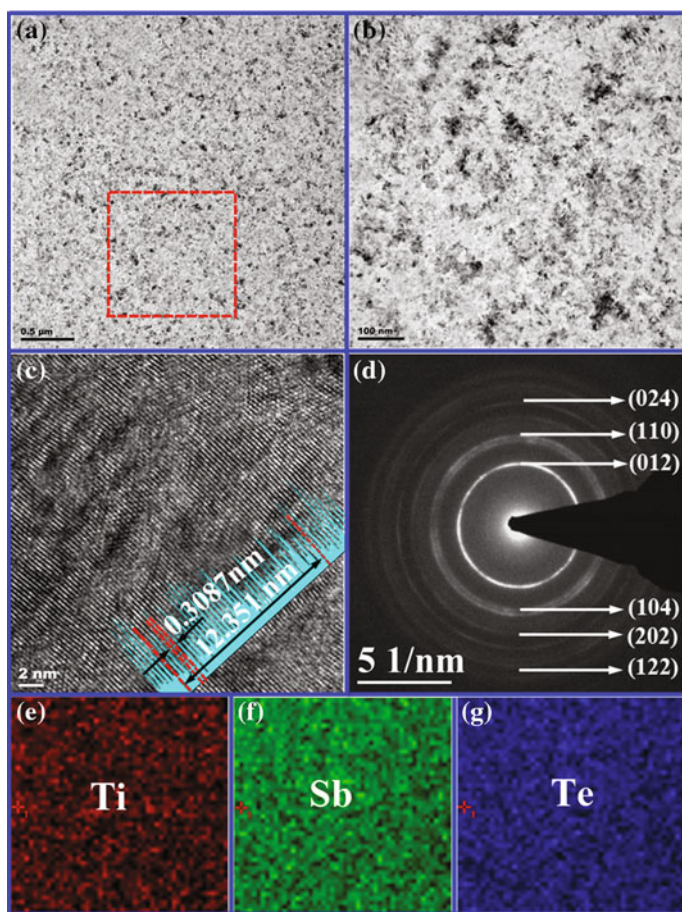 (a)
0.5 µm
(b)
100 nm
(c)
0.3087nm
12.351 nm
2 nm
(d)
(024)
(110)
(012)
(104)
(202)
(122)
5 1/nm
(e)
Ti
(f)
Sb
(g)
Te